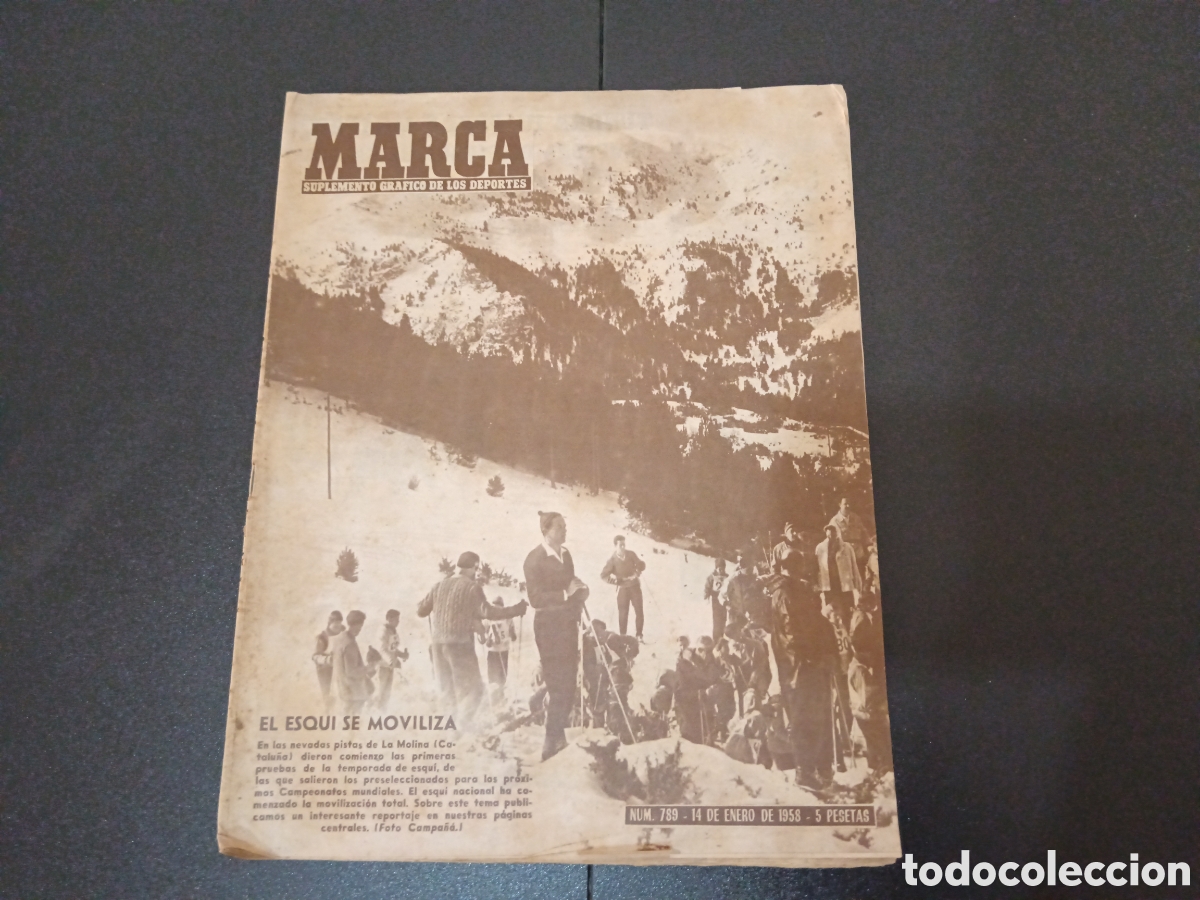 MARCA
SUPLEMENTO GRAFICO DE LOS DEPORTES
EL ESQUI SE MOVILIZA
En las nevadas pistas de La Molina (Ca-
taluña) dieron comienzo las primeras
pruebas de la temporada de esquí, de
las que salieron los preseleccionados para los próxi-
mos Campeonatos mundiales. El esquí nacional ha co-
menzado la movilización total. Sobre este tema publi-
camos un interesante reportaje en nuestras páginas
centrales. (Foto Campañá.)
NUM. 789 - 14 DE ENERO DE 1958 - 5 PESETAS
todocoleccion